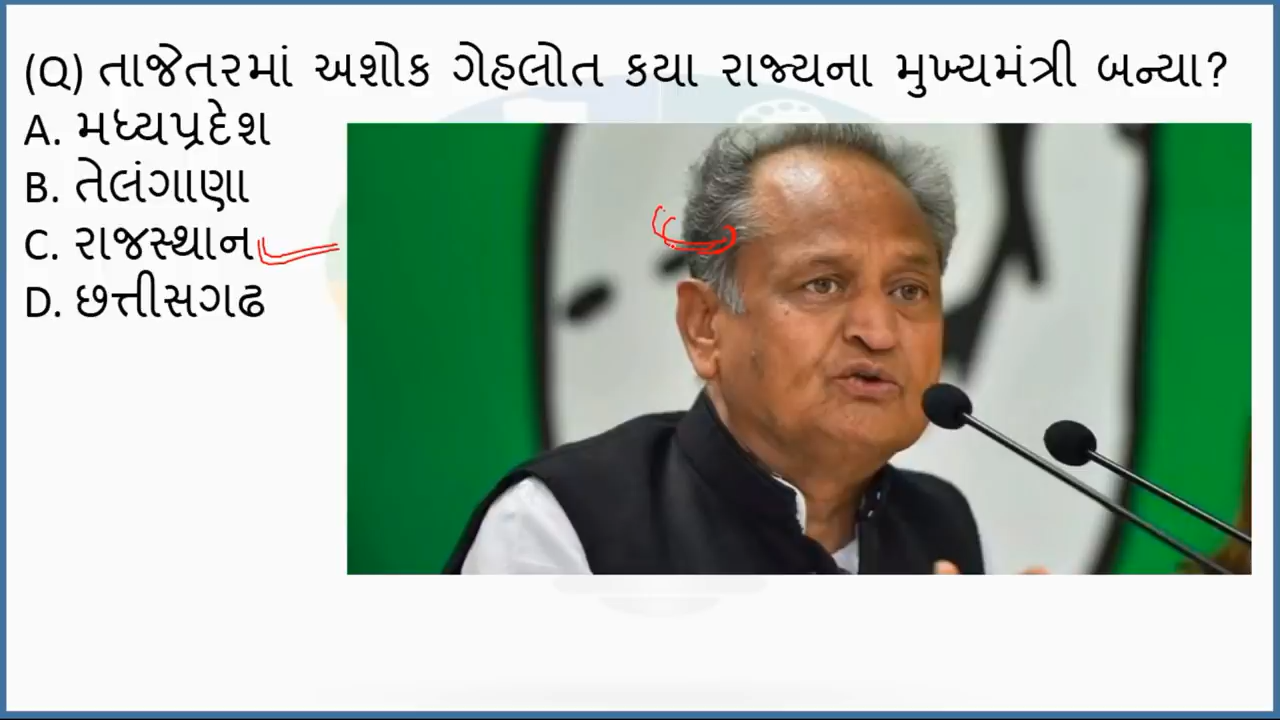 (Q) તાજેતરમાં અશોક ગેહલોત કયા રાજ્યના મુખ્યમંત્રી બન્યા?
A. મધ્યપ્રદેશ
B. તેલંગાણા
C. રાજસ્થાન
D. છત્તીસગઢ